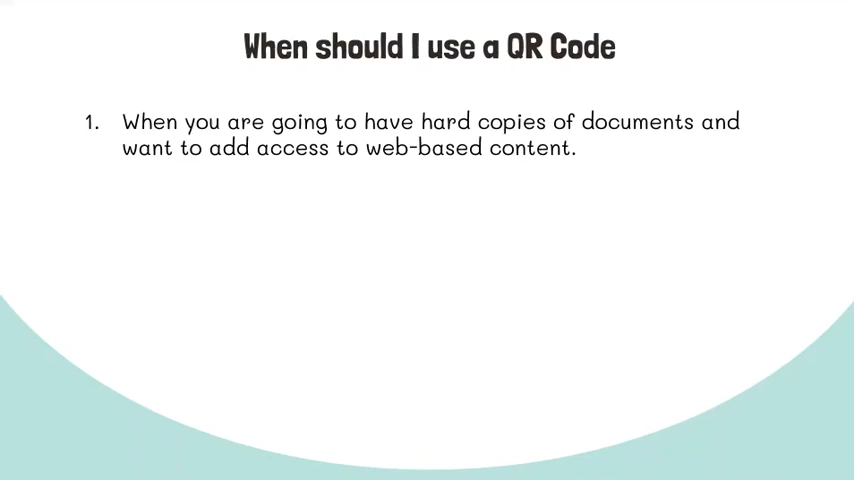 When should I use a QR Code
1. When you are going to have hard copies of documents and
want to add access to web-based content.